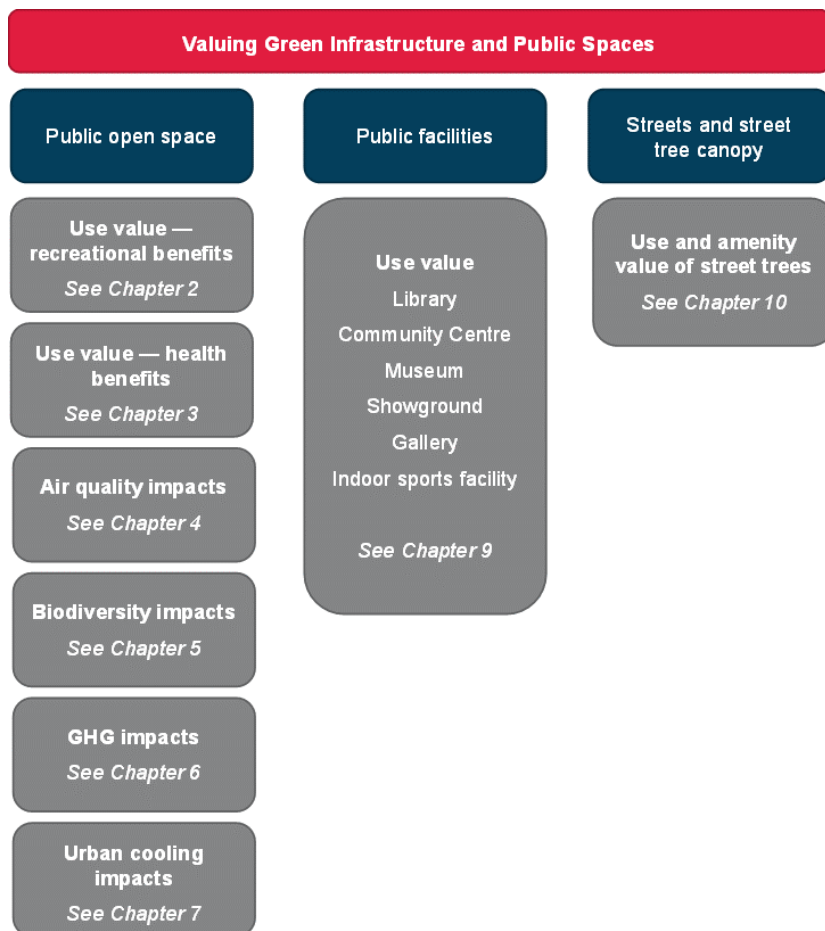 Valuing Green Infrastructure and Public Spaces
Public open space
Use value — 
recreational benefits
See Chapter 2
Use value — health
benefits
See Chapter 3
Air quality impacts
See Chapter 4
Biodiversity impacts
See Chapter 5
GHG impacts
See Chapter 6
Urban cooling
impacts
See Chapter 7
Public facilities
Use value
Library
Community Centre
Museum
Showground
Gallery
Indoor sports facility
See Chapter 9
Streets and street
tree canopy
Use and amenity
value of street trees
See Chapter 10